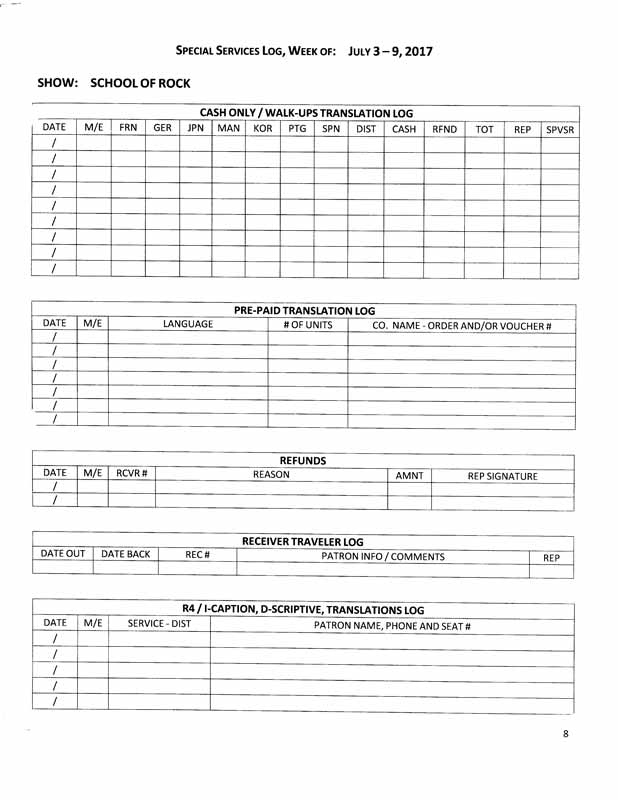 SPECIAL SERVICES LOG, WEEK OF: JULY 3 – 9, 2017
SHOW: SCHOOL OF ROCK
CASH ONLY / WALK-UPS TRANSLATION LOG
DATE M/E FRN GER JPN MAN KOR PTG SPN DIST CASH RFND TOT REP SPVSR
/
/
/
/
/
/
/
/
/
PRE-PAID TRANSLATION LOG
DATE M/E LANGUAGE # OF UNITS CO. NAME - ORDER AND/OR VOUCHER #
/
/
/
/
/
/
/
REFUNDS
DATE M/E RCVR # REASON AMNT REP SIGNATURE
/
/
RECEIVER TRAVELER LOG
DATE OUT DATE BACK REC # PATRON INFO / COMMENTS REP
R4 / I-CAPTION, D-SCRIPTIVE, TRANSLATIONS LOG
DATE M/E SERVICE - DIST PATRON NAME, PHONE AND SEAT #
/
/
/
/
/
8